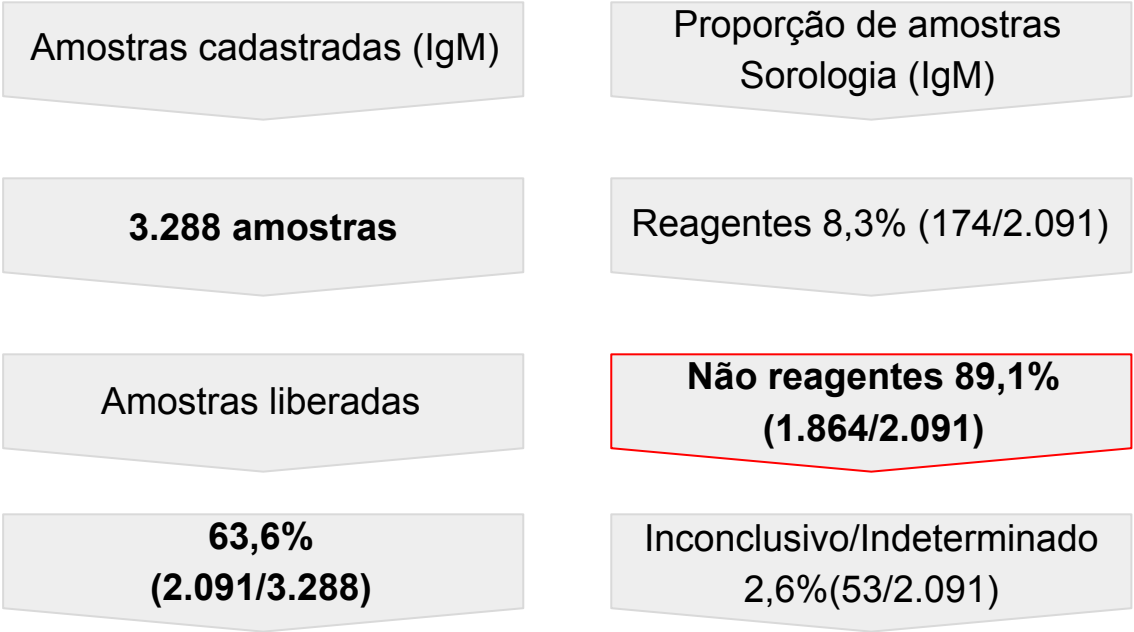 Amostras cadastradas (IgM)
3.288 amostras
Amostras liberadas
63,6%
(2.091/3.288)
Proporção de amostras
Sorologia (IgM)
Reagentes 8,3% (174/2.091)
Não reagentes 89,1%
(1.864/2.091)
Inconclusivo/Indeterminado
2,6%(53/2.091)